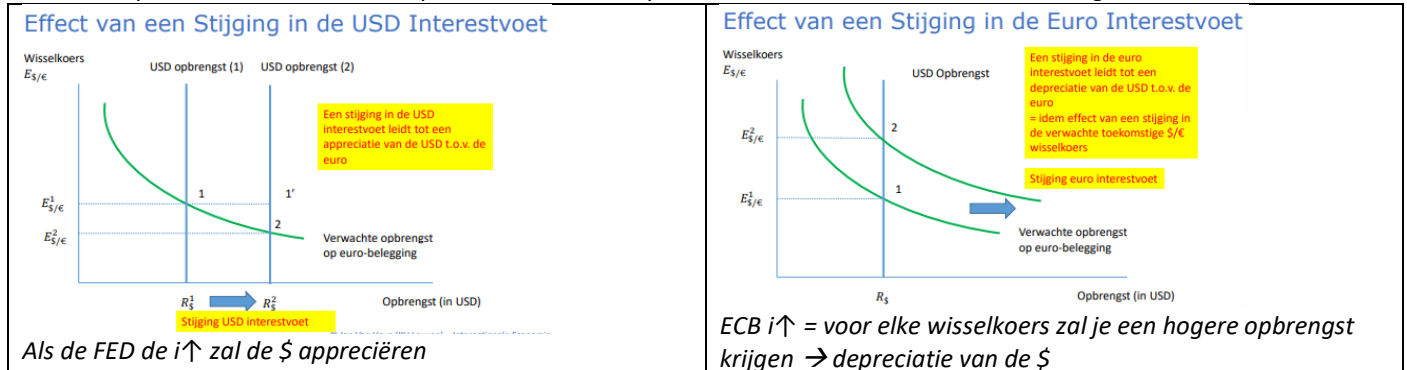 Effect van een Stijging in de USD Interestvoet
Wisselkoers
E$/€
USD opbrengst (1) USD opbrengst (2)
Een stijging in de USD
interestvoet leidt tot een
appreciatie van de USD t.o.v. de
euro
1
1'
E¹$/€
2
E²$/€
Verwachte opbrengst
op euro-belegging
R¹$
R²$
Opbrengst (in USD)
Stijging USD interestvoet
Als de FED de i↑ zal de $ appreciëren
Effect van een Stijging in de Euro Interestvoet
Wisselkoers
E$/€
USD Opbrengst
Een stijging in de euro
interestvoet leidt tot een
depreciatie van de USD t.o.v. de
euro
= idem effect van een stijging in
de verwachte toekomstige $/€
wisselkoers
2
E²$/€
Stijging euro interestvoet
1
E¹$/€
Verwachte opbrengst
op euro-belegging
R$
Opbrengst (in USD)
ECB i↑ = voor elke wisselkoers zal je een hogere opbrengst
krijgen → depreciatie van de $